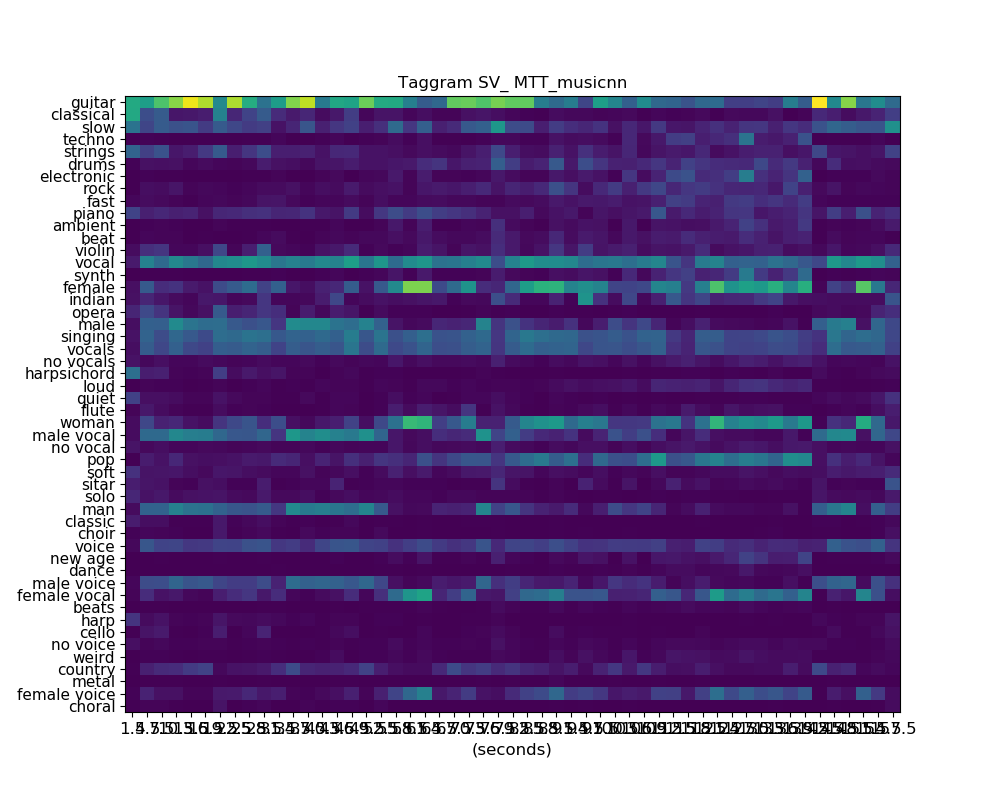 Taggram SV_ MTT_musicnn
guitar
classical
slow
techno
strings
drums
electronic
rock
fast
piano
ambient
beat
violin
vocal
synth
female
indian
opera
male
singing
vocals
no vocals
harpsichord
loud
quiet
flute
woman
male vocal
no vocal
pop
soft
sitar
solo
man
classic
choir
voice
new age
dance
male voice
female vocal
beats
harp
cello
no voice
weird
country
metal
female voice
choral
(seconds)